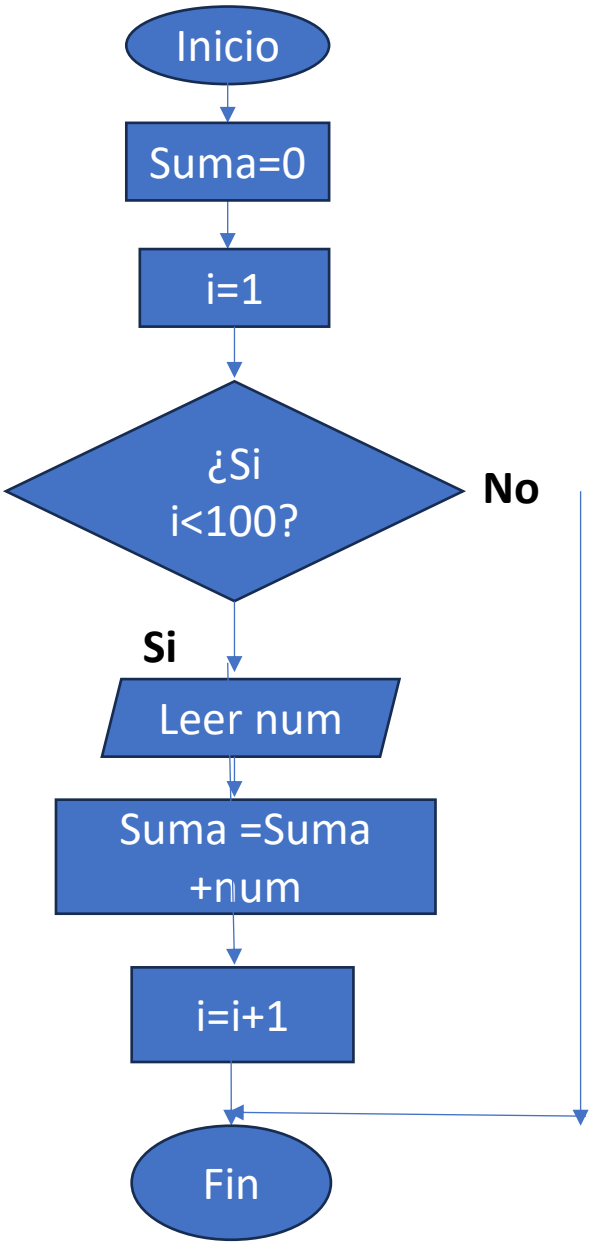 Inicio
Suma=0
i=1
¿Si
i<100?
No
Si
Leer num
Suma =Suma
+num
i=i+1
Fin